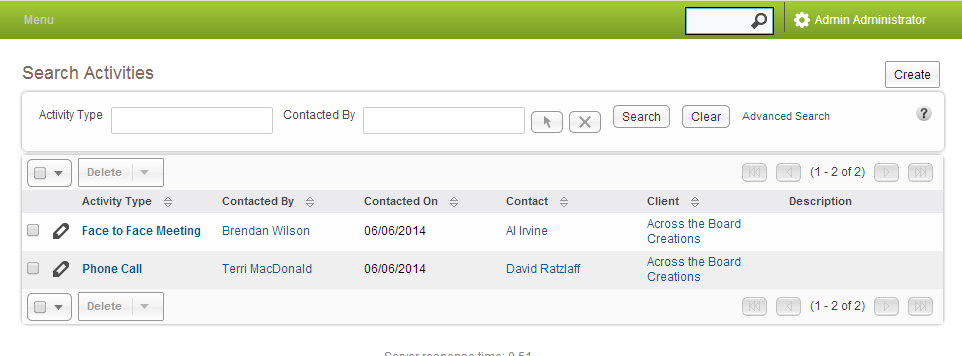 Menu
Admin Administrator
Search Activities
Create
Activity Type
Contacted By
Search
Clear
Advanced Search
?
Delete
(1 - 2 of 2)
Activity Type Contacted By Contacted On Contact Client Description
Face to Face Meeting Brendan Wilson 06/06/2014 Al Irvine Across the Board
Creations
Phone Call Terri MacDonald 06/06/2014 David Ratzlaff Across the Board
Creations
Delete
(1 - 2 of 2)
Server response time: 0.51